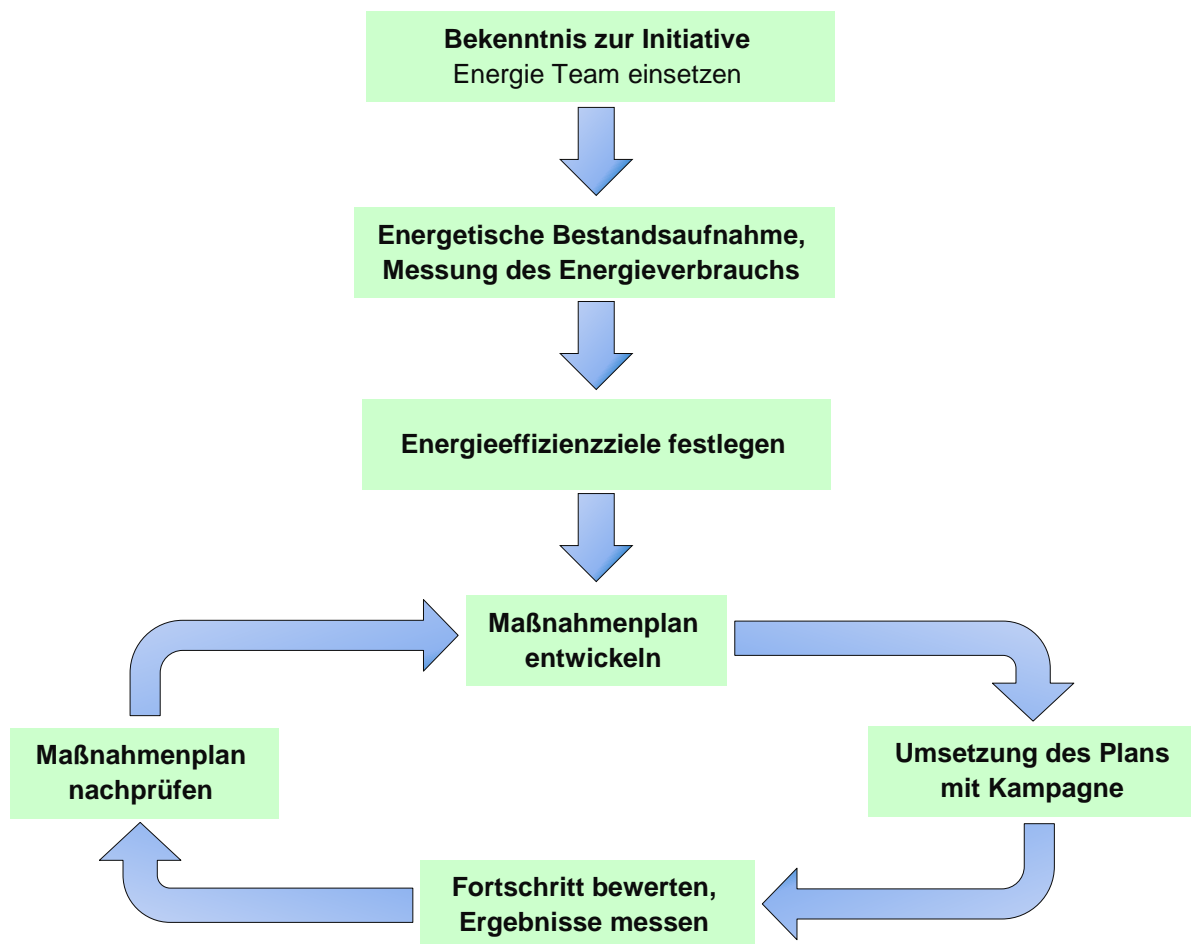 Bekenntnis zur Initiative
Energie Team einsetzen
Energetische Bestandsaufnahme,
Messung des Energieverbrauchs
Energieeffizienzziele festlegen
Maßnahmenplan
entwickeln
Umsetzung des Plans
mit Kampagne
Fortschritt bewerten,
Ergebnisse messen
Maßnahmenplan
nachprüfen